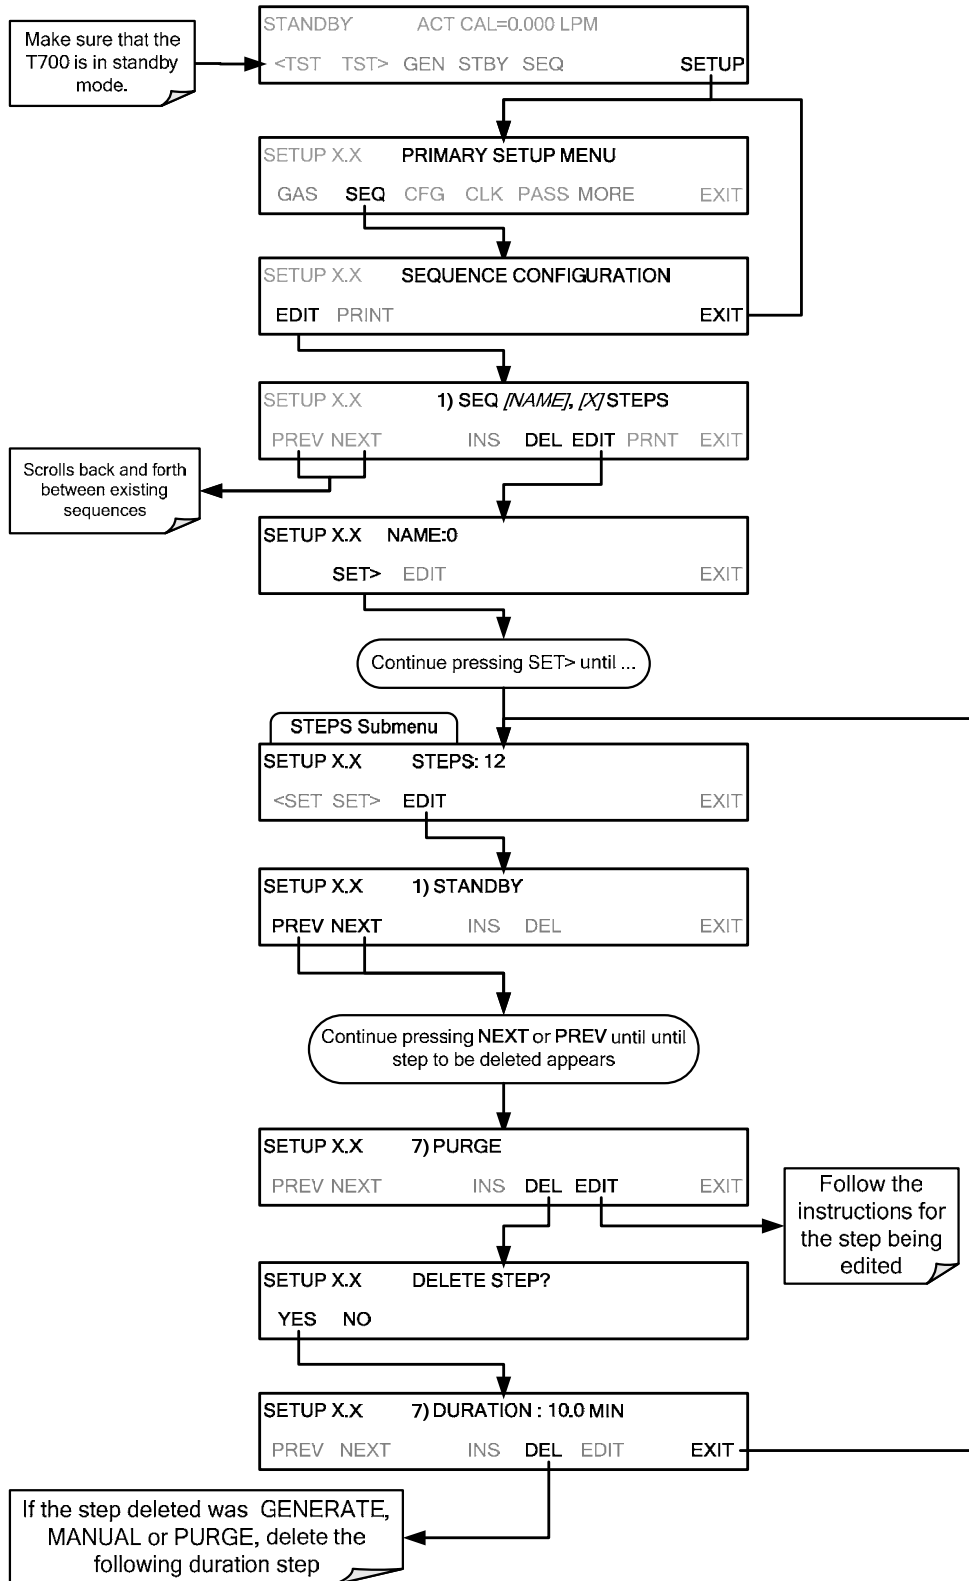 STANDBY ACT CAL=0.000 LPM
Make sure that the
T700 is in standby
mode.
<TST TST> GEN STBY SEQ SETUP
SETUP X.X PRIMARY SETUP MENU
GAS SEQ CFG CLK PASS MORE EXIT
SETUP X.X SEQUENCE CONFIGURATION
EDIT PRINT EXIT
SETUP X.X 1) SEQ [NAME], [X] STEPS
PREV NEXT INS DEL EDIT PRNT EXIT
Scrolls back and forth
between existing
sequences
SETUP X.X NAME:0
SET> EDIT EXIT
Continue pressing SET> until ...
STEPS Submenu
SETUP X.X STEPS: 12
<SET SET> EDIT EXIT
SETUP X.X 1) STANDBY
PREV NEXT INS DEL EXIT
Continue pressing NEXT or PREV until until
step to be deleted appears
SETUP X.X 7) PURGE
PREV NEXT INS DEL EDIT EXIT
Follow the
instructions for
the step being
edited
SETUP X.X DELETE STEP?
YES NO
SETUP X.X 7) DURATION : 10.0 MIN
PREV NEXT INS DEL EDIT EXIT
If the step deleted was GENERATE,
MANUAL or PURGE, delete the
following duration step